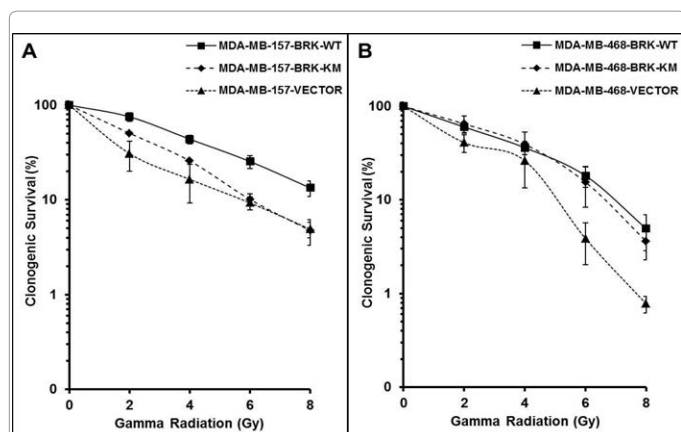 A
MDA-MB-157-BRK-WT
MDA-MB-157-BRK-KM
MDA-MB-157-VECTOR
Clonogenic Survival (%)
100
10
1
0
0 2 4 6 8
Gamma Radiation (Gy)
B
MDA-MB-468-BRK-WT
MDA-MB-468-BRK-KM
MDA-MB-468-VECTOR
Clonogenic Survival (%)
100
10
1
0
0 2 4 6 8
Gamma Radiation (Gy)